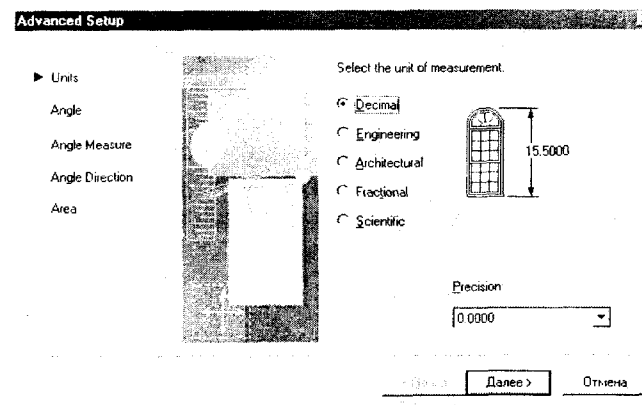 Advanced Setup
Units
Angle
Angle Measure
Angle Direction
Area
Select the unit of measurement.
Decimal
Engineering
Architectural
Fractional
Scientific
15.5000
Precision
0.0000
Далее >
Отмена